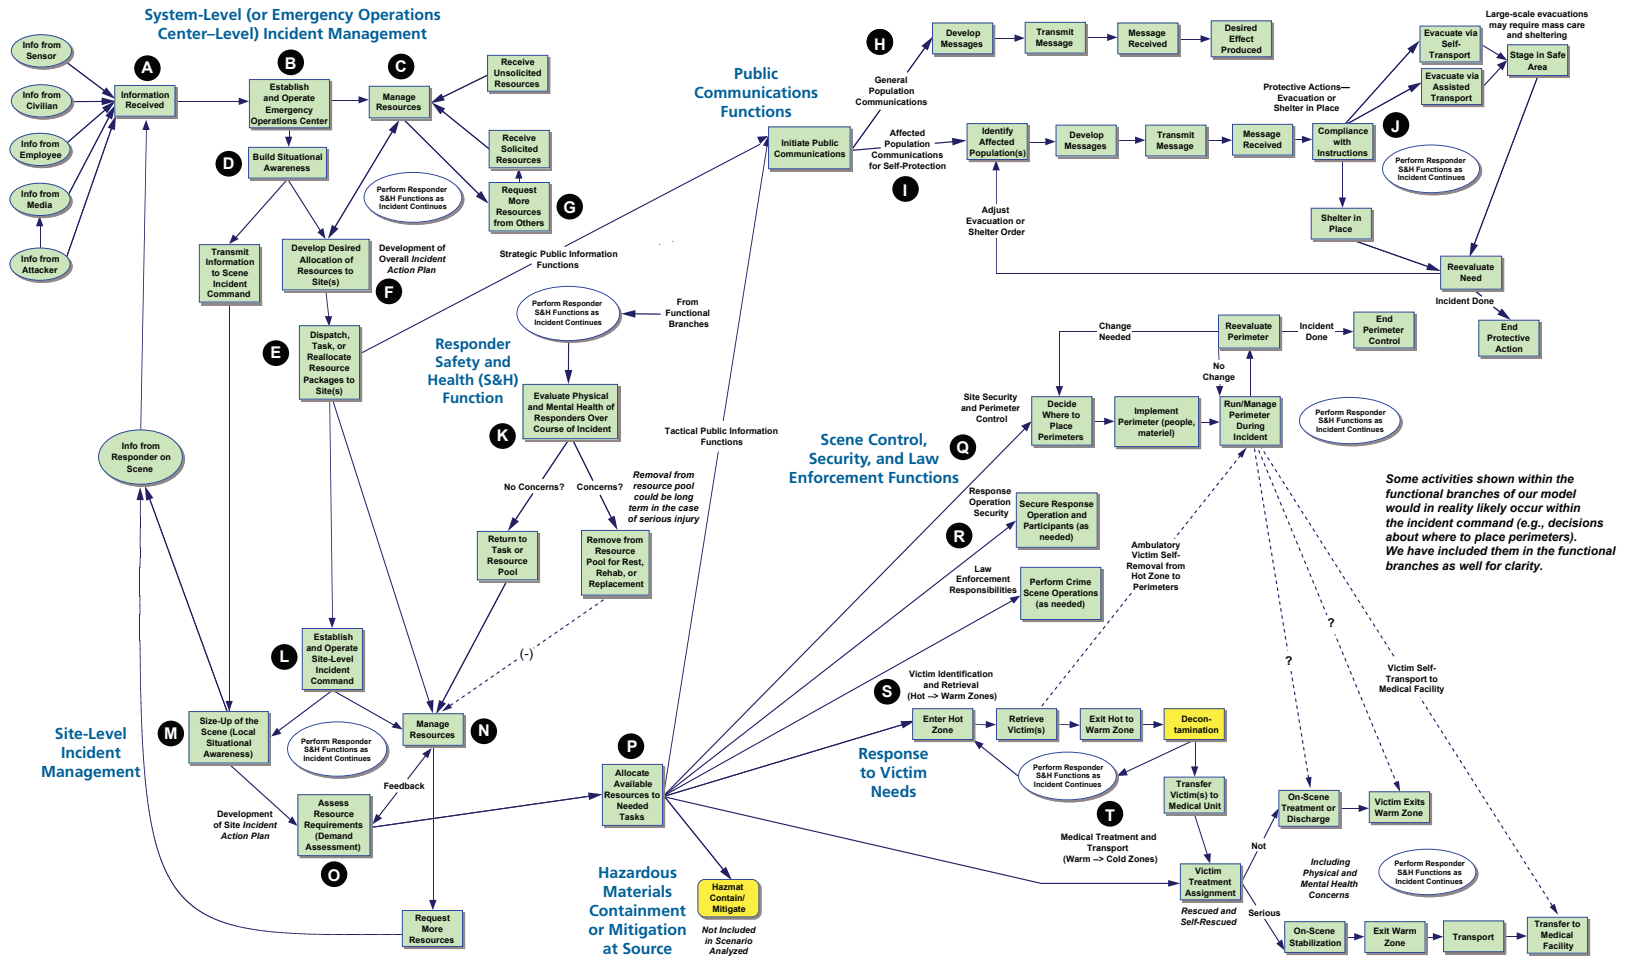 System-Level (or Emergency Operations
Center–Level) Incident Management
Info from
Sensor
Info from
Civilian
Info from
Employee
Info from
Media
Info from
Attacker
A
Information
Received
B
Establish
and Operate
Emergency
Operations Center
C
Manage
Resources
Receive
Unsolicited
Resources
Receive
Solicited
Resources
Request
More
Resources
from Others
G
D
Build Situational
Awareness
Perform Responder
S&H Functions as
Incident Continues
Transmit
Information
to Scene
Incident
Command
Develop Desired
Allocation of
Resources to
Site(s)
Development of
Overall Incident
Action Plan
F
E
Dispatch,
Task, or
Reallocate
Resource
Packages to
Site(s)
Strategic Public Information
Functions
Public
Communications
Functions
Initiate Public
Communications
H
General
Population
Communications
Develop
Messages
Transmit
Message
Message
Received
Desired
Effect
Produced
Affected
Population
Communications
for Self-Protection
I
Identify
Affected
Population(s)
Develop
Messages
Transmit
Message
Message
Received
Protective Actions—
Evacuation or
Shelter in Place
Compliance
with
Instructions
J
Evacuate via
Self-
Transport
Evacuate via
Assisted
Transport
Large-scale evacuations
may require mass care
and sheltering
Stage in Safe
Area
Perform Responder
S&H Functions as
Incident Continues
Shelter in
Place
Adjust
Evacuation or
Shelter Order
Reevaluate
Need
Incident Done
End
Protective
Action
Responder
Safety and
Health (S&H)
Function
Perform Responder
S&H Functions as
Incident Continues
From
Functional
Branches
K
Evaluate Physical
and Mental Health of
Responders Over
Course of Incident
No Concerns?
Concerns?
Removal from
resource pool
could be long
term in the case
of serious injury
Return to
Task or
Resource
Pool
Remove from
Resource
Pool for Rest,
Rehab, or
Replacement
(-)
Tactical Public Information
Functions
Info from
Responder on
Scene
Site-Level
Incident
Management
L
Establish
and Operate
Site-Level
Incident
Command
M
Size-Up of the
Scene (Local
Situational
Awareness)
Perform Responder
S&H Functions as
Incident Continues
Manage
Resources
N
Feedback
Development
of Site Incident
Action Plan
Assess
Resource
Requirements
(Demand
Assessment)
O
Request
More
Resources
P
Allocate
Available
Resources to
Needed
Tasks
Hazardous
Materials
Containment
or Mitigation
at Source
Hazmat
Contain/
Mitigate
Not Included
in Scenario
Analyzed
Scene Control,
Security, and Law
Enforcement Functions
Site Security
and Perimeter
Control
Q
Decide
Where to
Place
Perimeters
Implement
Perimeter (people,
materiel)
Run/Manage
Perimeter
During
Incident
Change
Needed
Reevaluate
Perimeter
No
Change
Incident
Done
End
Perimeter
Control
Perform Responder
S&H Functions as
Incident Continues
Response
Operation
Security
R
Secure Response
Operation and
Participants (as
needed)
Law
Enforcement
Responsibilities
Perform Crime
Scene Operations
(as needed)
Ambulatory
Victim Self-
Removal from
Hot Zone to
Perimeters
Some activities shown within the
functional branches of our model
would in reality likely occur within
the incident command (e.g., decisions
about where to place perimeters).
We have included them in the functional
branches as well for clarity.
?
?
Victim Self-
Transport to
Medical Facility
Response
to Victim
Needs
S
Victim Identification
and Retrieval
(Hot --> Warm Zones)
Enter Hot
Zone
Retrieve
Victim(s)
Exit Hot to
Warm Zone
Decon-
tamination
Perform Responder
S&H Functions as
Incident Continues
T
Medical Treatment and
Transport
(Warm --> Cold Zones)
Transfer
Victim(s) to
Medical Unit
Victim
Treatment
Assignment
Rescued and
Self-Rescued
Not
Serious
On-Scene
Treatment or
Discharge
Victim Exits
Warm Zone
Including
Physical and
Mental Health
Concerns
Perform Responder
S&H Functions as
Incident Continues
On-Scene
Stabilization
Exit Warm
Zone
Transport
Transfer to
Medical
Facility